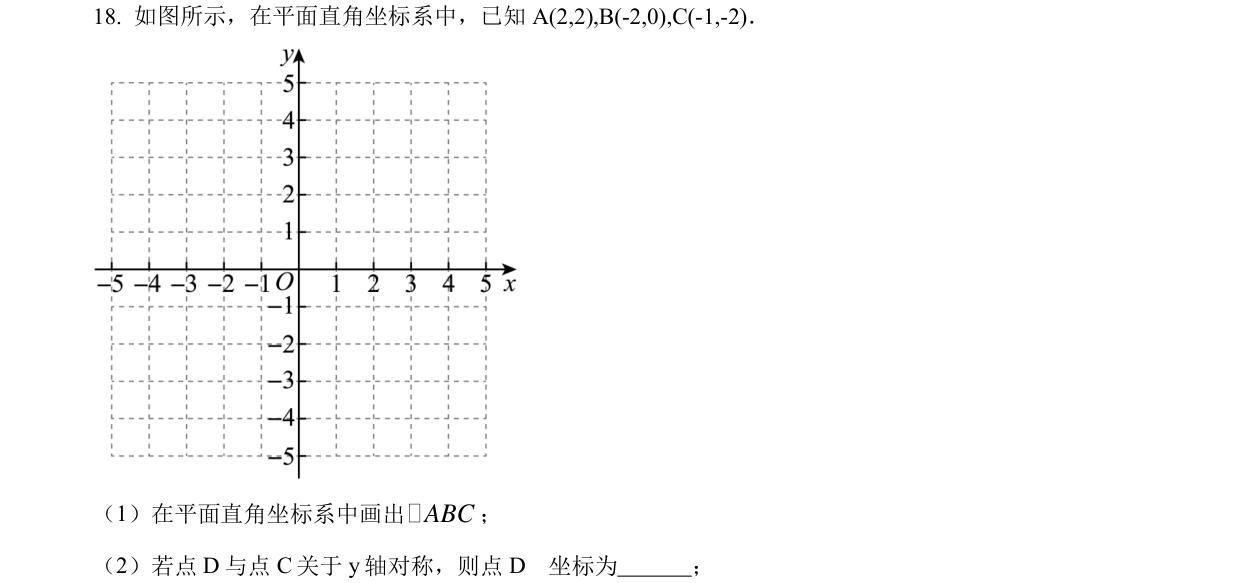 18. 如图所示，在平面直角坐标系中，已知 A(2,2),B(-2,0),C(-1,-2).
y
5
4
3
2
1
−5 −4 −3 −2 −1 O 1 2 3 4 5 x
−1
−2
−3
−4
−5
（1）在平面直角坐标系中画出□ABC；
（2）若点 D 与点 C 关于 y 轴对称，则点 D 坐标为______；